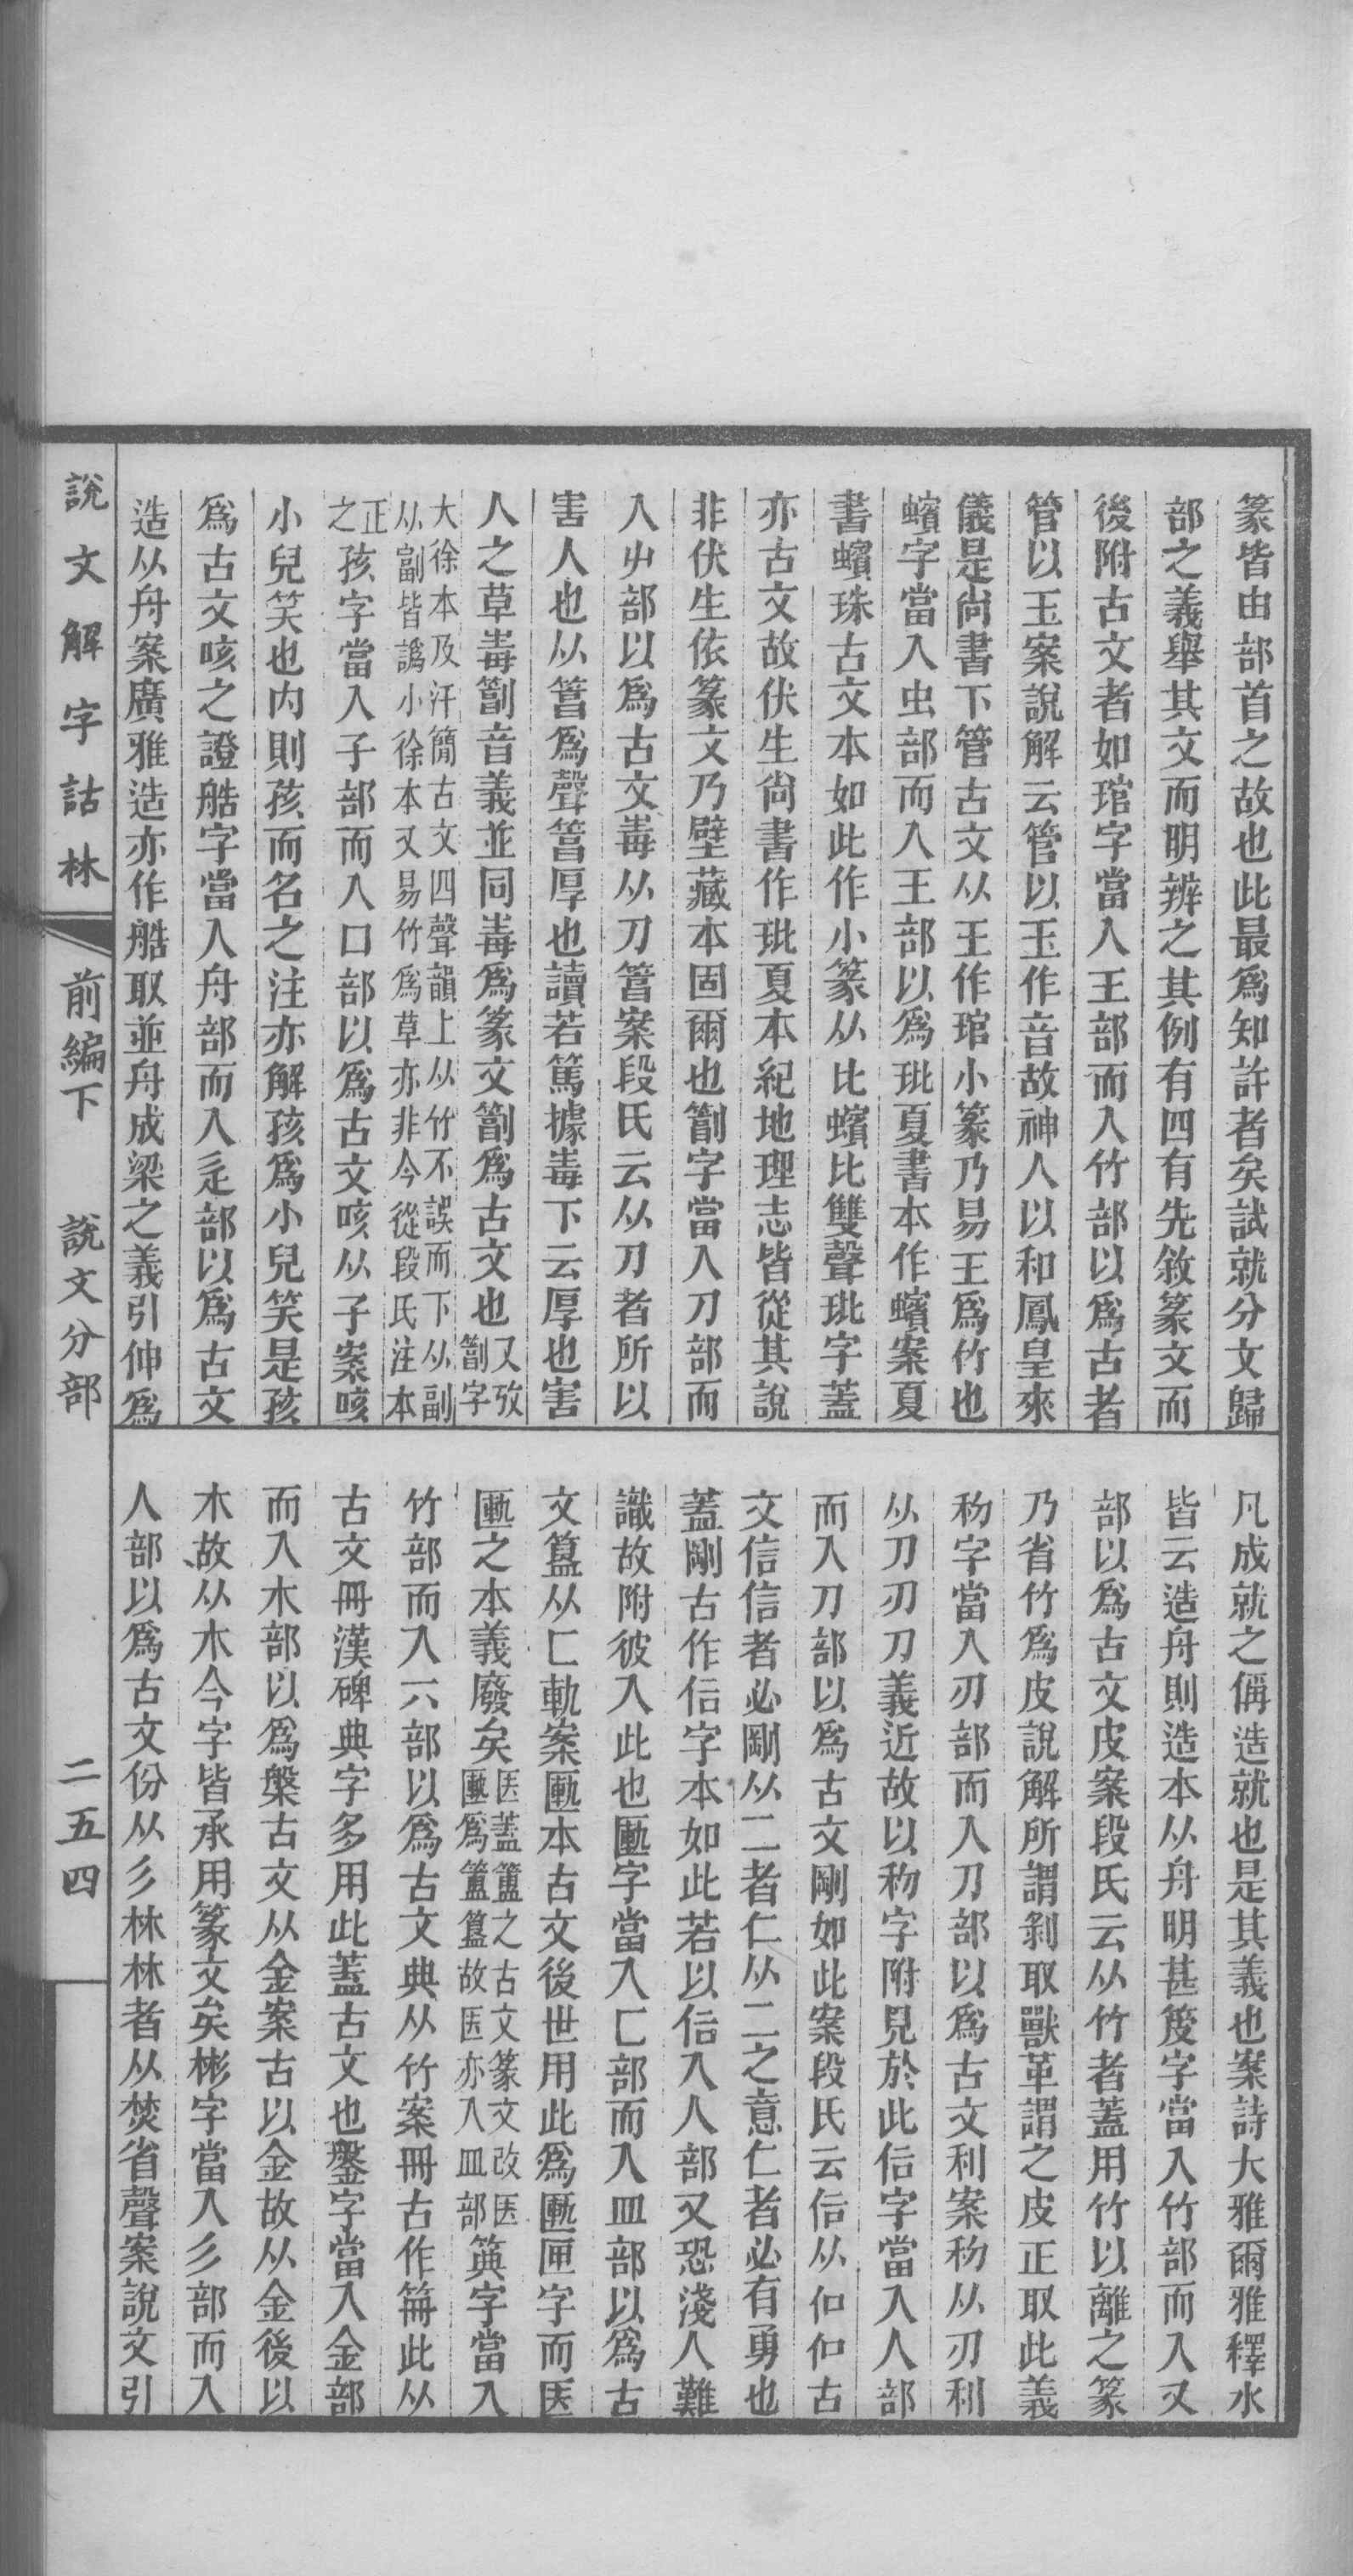 篆皆由部首之故也此最爲知許者矣試就分文歸
部之義舉其文而明辨之其例有四有先敘篆文而
後附古文者如琯字當入王部而入竹部以爲古者
管以玉案說解云管以玉作音故神人以和鳳皇來
儀是尙書下管古文从王作琯小篆乃易王爲竹也
蠙字當入虫部而入王部以爲玭夏書本作蠙案夏
書蠙珠古文本如此作小篆从比蠙比雙聲玭字蓋
亦古文故伏生尙書作玭夏本紀地理志皆從其說
非伏生依篆文乃壁藏本固爾也𠠆字當入刀部而
入屮部以爲古文毒从刀䈞案段氏云从刀者所以
害人也从䈞爲聲䈞厚也讀若篤據毒下云厚也害
人之草毒𠠆音義並同毒爲篆文𠠆爲古文也又攷𠠆字
大徐本及汗簡古文四聲韻上从竹不誤而下从副
从畐刂皆譌小徐本又易竹爲草亦非今從段氏注本
正之孩字當入子部而入口部以爲古文咳从子案咳
小兒笑也內則孩而名之注亦解孩爲小兒笑是孩
爲古文咳之證艁字當入舟部而入辵部以爲古文
造从舟案廣雅造亦作艁取並舟成梁之義引伸爲
凡成就之偁造就也是其義也案詩大雅爾雅釋水
皆云造舟則造本从舟明甚笈字當入竹部而入又
部以爲古文皮案段氏云从竹者蓋用竹以離之篆
乃省竹爲皮說解所謂剝取獸革謂之皮正取此義
䄧字當入刃部而入刀部以爲古文利案䄧从刃利
从刀刃刀義近故以䄧字附見於此㐰字當入人部
而入刀部以爲古文剛如此案段氏云㐰从㐰㐰古
文信信者必剛从二者仁从二之意仁者必有勇也
蓋剛古作㐰字本如此若以㐰入人部又恐淺人難
識故附彼入此也匭字當入匚部而入皿部以爲古
文簋从匚軌案匭本古文後世用此爲匭匣字而医
匭之本義廢矣医蓋簠之古文篆文改医
匭爲簠簋故医亦入皿部箕字當入
竹部而入六部以爲古文典从竹案冊古作笧此从
古文冊漢碑典字多用此蓋古文也鎜字當入金部
而入木部以爲槃古文从金案古以金故从金後以
木故从木今字皆承用篆文矣彬字當入彡部而入
人部以爲古文份从彡林林者从焚省聲案說文引
說文解字詁林 前編下 說文分部 二五四